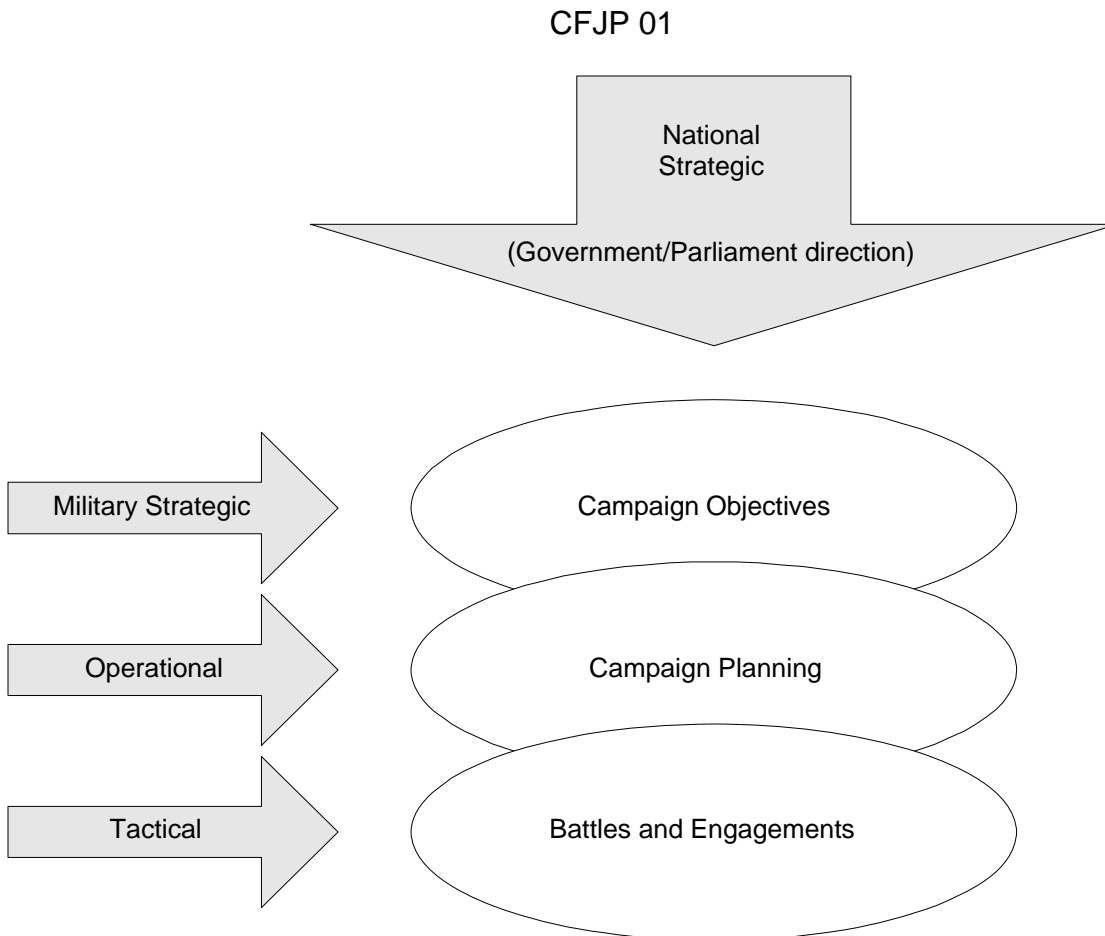 CFJP 01
National
Strategic
(Government/Parliament direction)
Military Strategic
Campaign Objectives
Operational
Campaign Planning
Tactical
Battles and Engagements